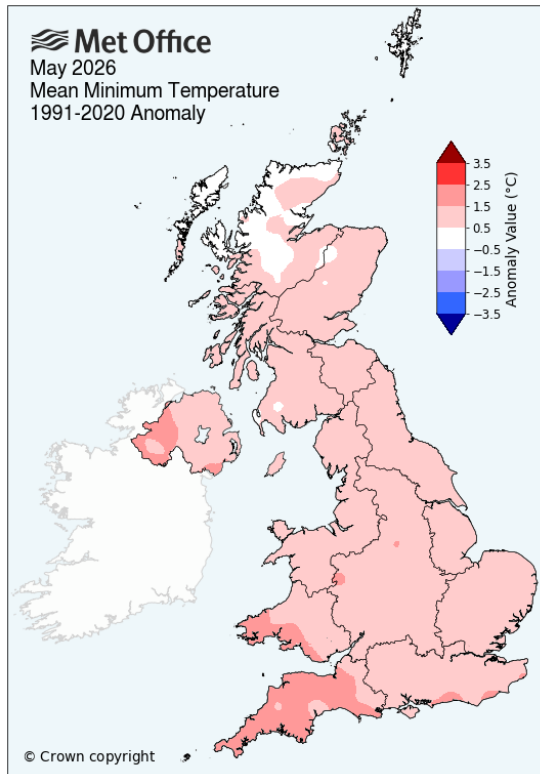 Met Office
May 2026
Mean Minimum Temperature
1991-2020 Anomaly
3.5
2.5
1.5
0.5
−0.5
−1.5
−2.5
−3.5
Anomaly Value (°C)
© Crown copyright